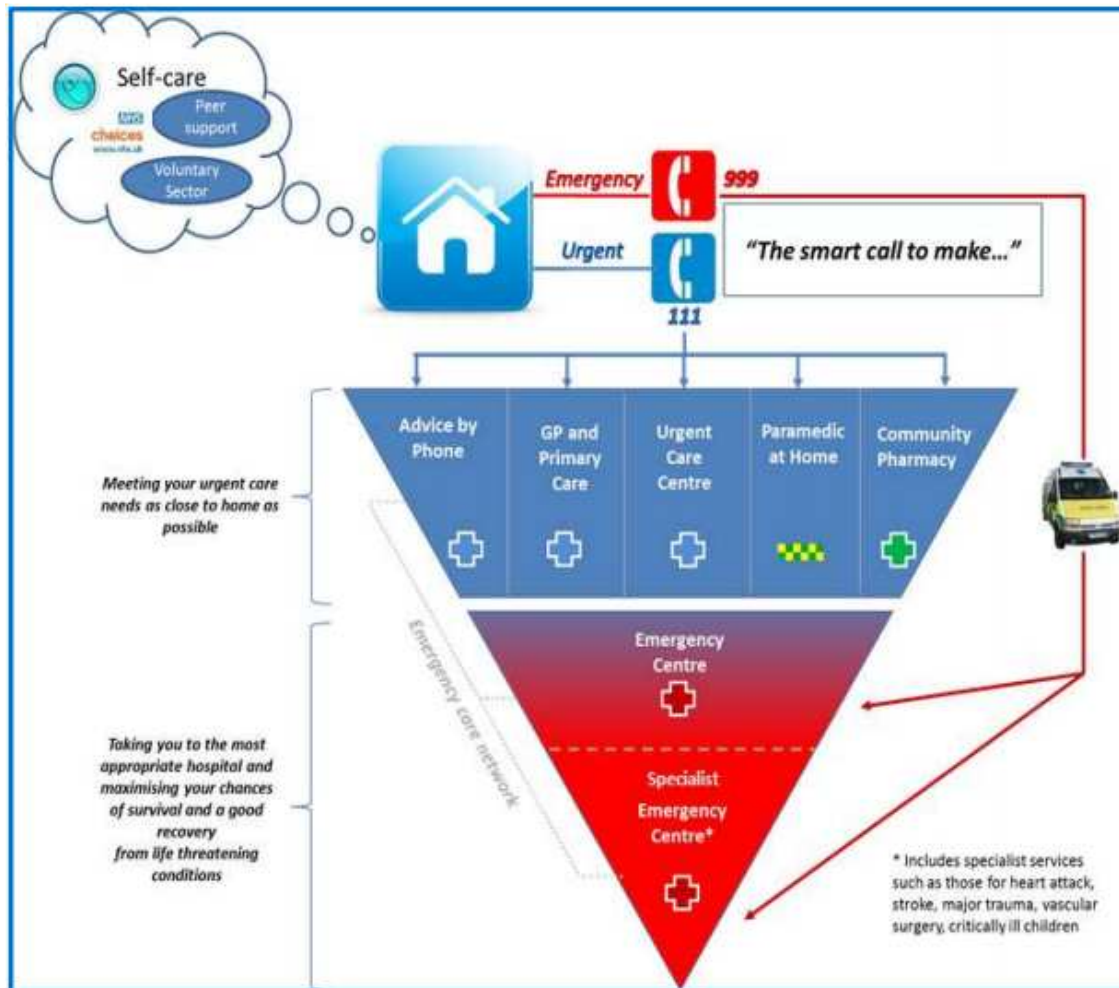 Self-care
Peer
support
NHS
choices
www.nhs.uk
Voluntary
Sector
Emergency
999
Urgent
111
“The smart call to make...”
Advice by
Phone
GP and
Primary
Care
Urgent
Care
Centre
Paramedic
at Home
Community
Pharmacy
Meeting your urgent care
needs as close to home as
possible
Emergency care network
Emergency
Centre
Specialist
Emergency
Centre*
Taking you to the most
appropriate hospital and
maximising your chances
of survival and a good
recovery
from life threatening
conditions
* Includes specialist services
such as those for heart attack,
stroke, major trauma, vascular
surgery, critically ill children